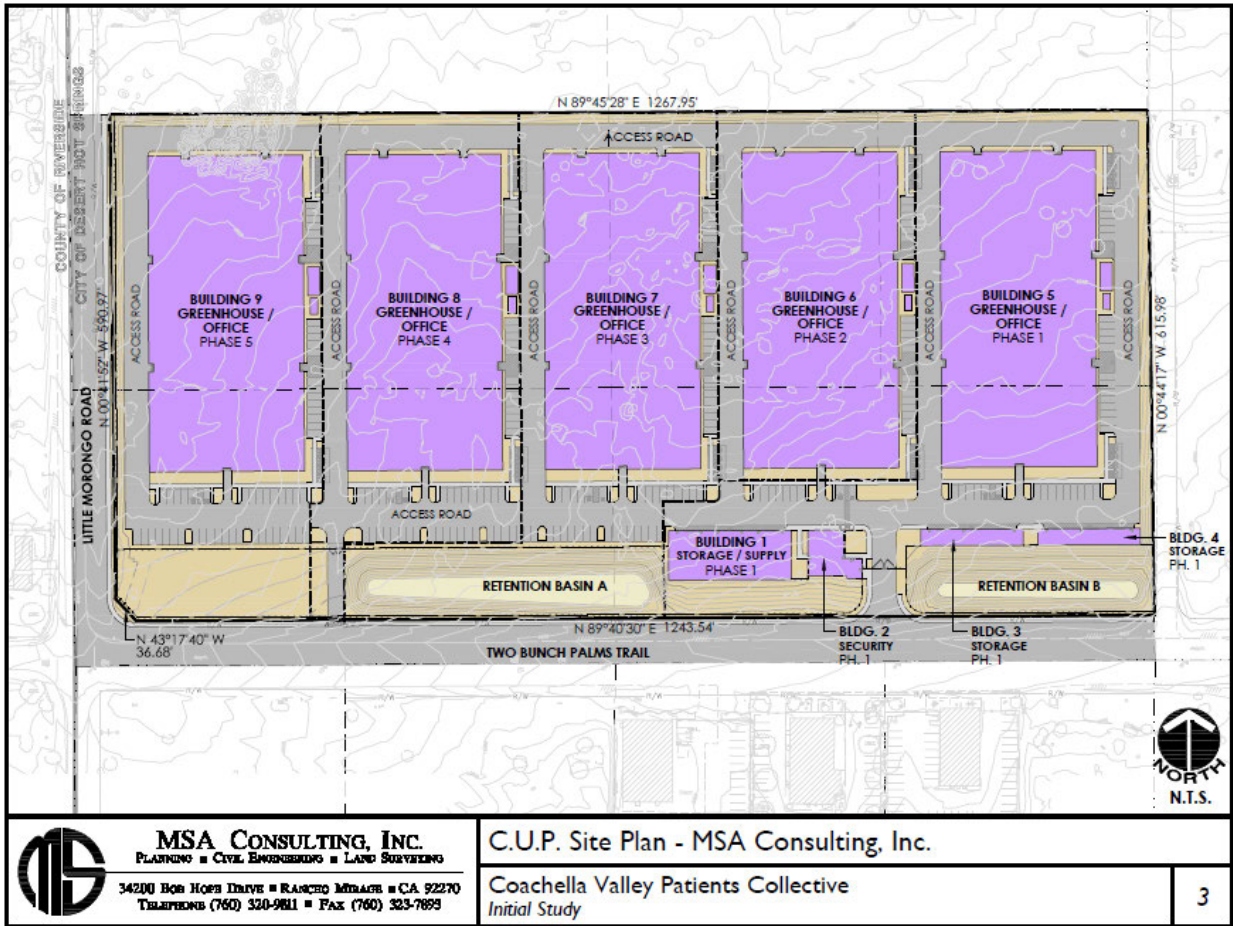 N 89°45'28" E 1267.95'
COUNTY OF RIVERSIDE
CITY OF DESERT HOT SPRINGS
ACCESS ROAD
LITTLE MORONGO ROAD
N 00°41'52" W 590.97'
ACCESS ROAD
BUILDING 9
GREENHOUSE /
OFFICE
PHASE 5
ACCESS ROAD
BUILDING 8
GREENHOUSE /
OFFICE
PHASE 4
ACCESS ROAD
BUILDING 7
GREENHOUSE /
OFFICE
PHASE 3
ACCESS ROAD
BUILDING 6
GREENHOUSE /
OFFICE
PHASE 2
ACCESS ROAD
BUILDING 5
GREENHOUSE /
OFFICE
PHASE 1
ACCESS ROAD
N 00°44'17" W 615.98'
ACCESS ROAD
BUILDING 1
STORAGE / SUPPLY
PHASE 1
BLDG. 4
STORAGE
PH. 1
RETENTION BASIN A
RETENTION BASIN B
N 43°17'40" W
36.68'
N 89°40'30" E 1243.54'
TWO BUNCH PALMS TRAIL
BLDG. 2
SECURITY
PH. 1
BLDG. 3
STORAGE
PH. 1
R/W
R/W
R/W
NORTH
N.T.S.
MSA CONSULTING, INC.
PLANNING ■ CIVIL ENGINEERING ■ LAND SURVEYING
34200 BOB HOPE DRIVE ■ RANCHO MIRAGE ■ CA 92270
TELEPHONE (760) 320-9811 ■ FAX (760) 323-7893
C.U.P. Site Plan - MSA Consulting, Inc.
Coachella Valley Patients Collective
Initial Study
3